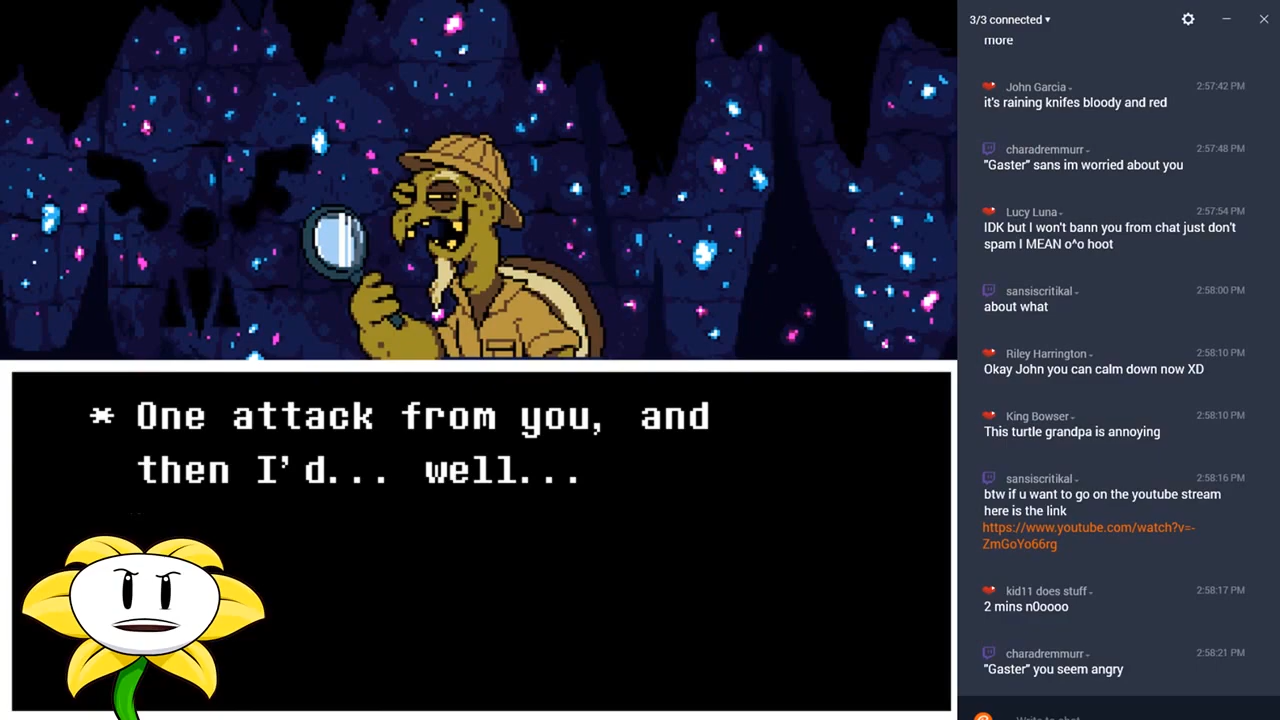 * One attack from you, and
then I'd... well...
3/3 connected ▾
more
John Garcia
2:57:42 PM
it's raining knifes bloody and red
charadremmurr
2:57:48 PM
"Gaster" sans im worried about you
Lucy Luna
2:57:54 PM
IDK but I won't bann you from chat just don't
spam I MEAN o^o hoot
sansiscritikal
2:58:00 PM
about what
Riley Harrington
2:58:10 PM
Okay John you can calm down now XD
King Bowser
2:58:10 PM
This turtle grandpa is annoying
sansiscritikal
2:58:16 PM
btw if u want to go on the youtube stream
here is the link
https://www.youtube.com/watch?v=-
ZmGoYo66rg
kid11 does stuff
2:58:17 PM
2 mins n0oooo
charadremmurr
2:58:21 PM
"Gaster" you seem angry
Write to chat